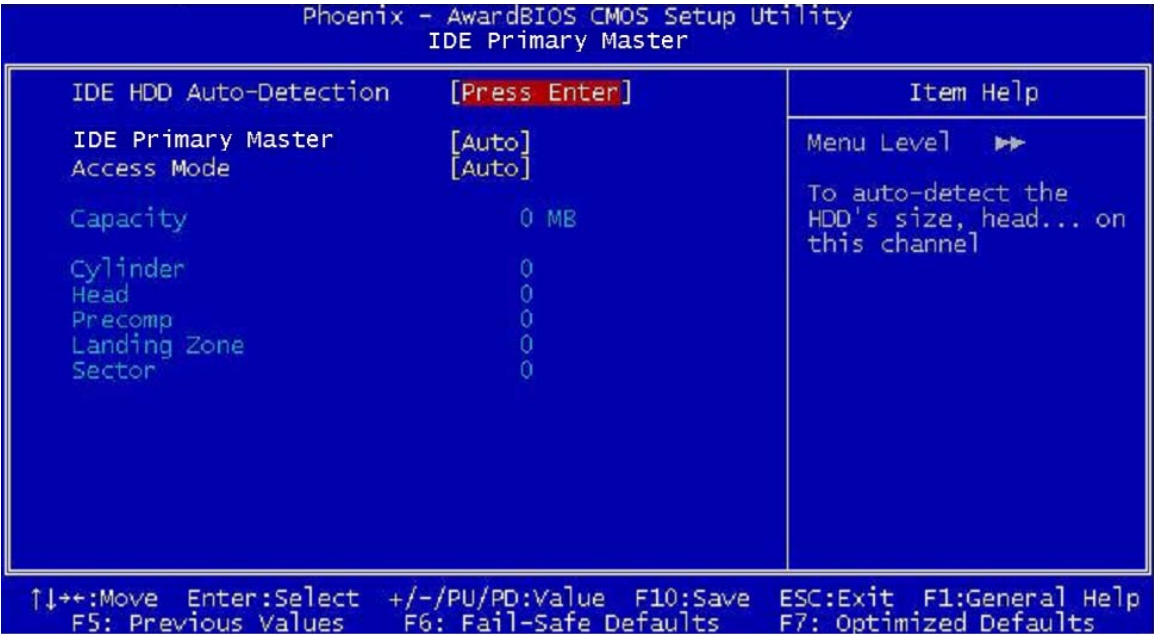 Phoenix - AwardBIOS CMOS Setup Utility
IDE Primary Master
IDE HDD Auto-Detection [Press Enter]
IDE Primary Master [Auto]
Access Mode [Auto]
Capacity 0 MB
Cylinder 0
Head 0
Precomp 0
Landing Zone 0
Sector 0
Item Help
Menu Level ►►
To auto-detect the
HDD's size, head... on
this channel
↑↓→←:Move Enter:Select +/-/PU/PD:Value F10:Save ESC:Exit F1:General Help
F5: Previous Values F6: Fail-Safe Defaults F7: Optimized Defaults